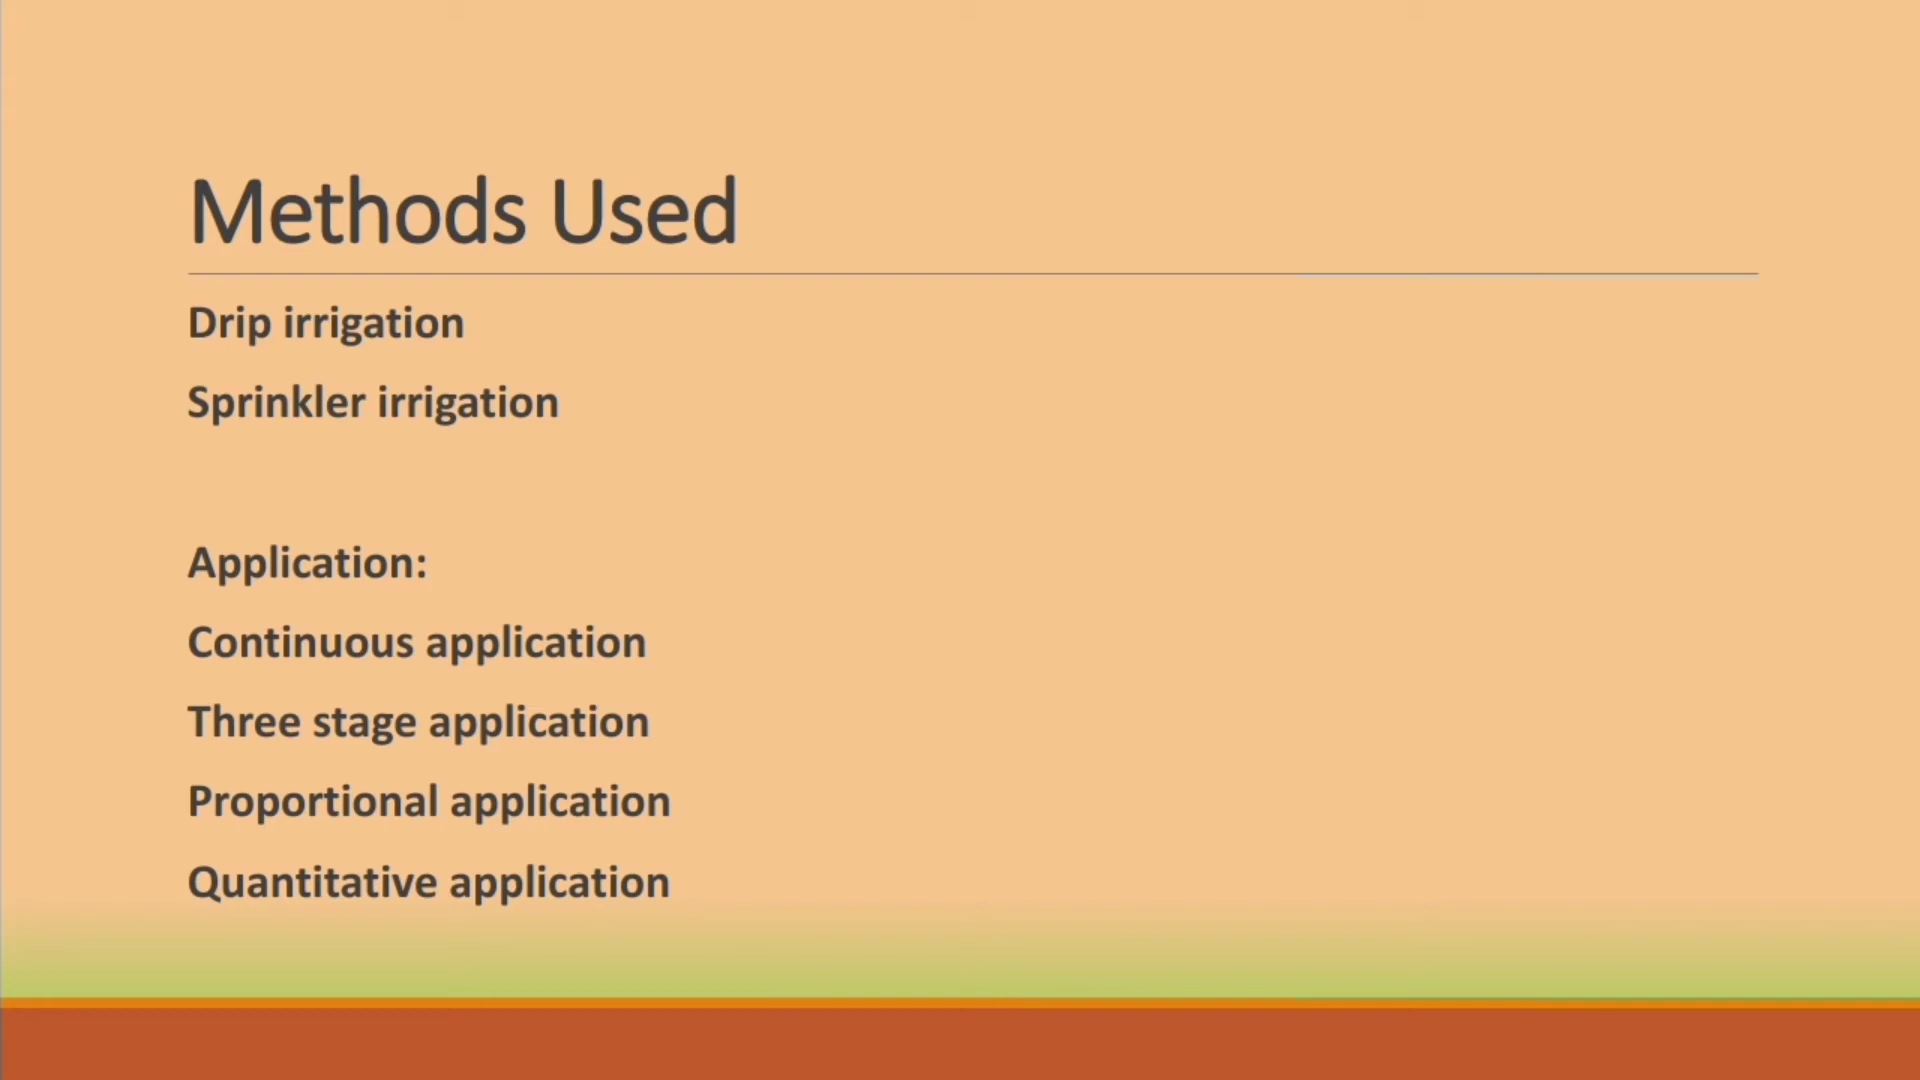 Methods Used
Drip irrigation
Sprinkler irrigation
Application:
Continuous application
Three stage application
Proportional application
Quantitative application